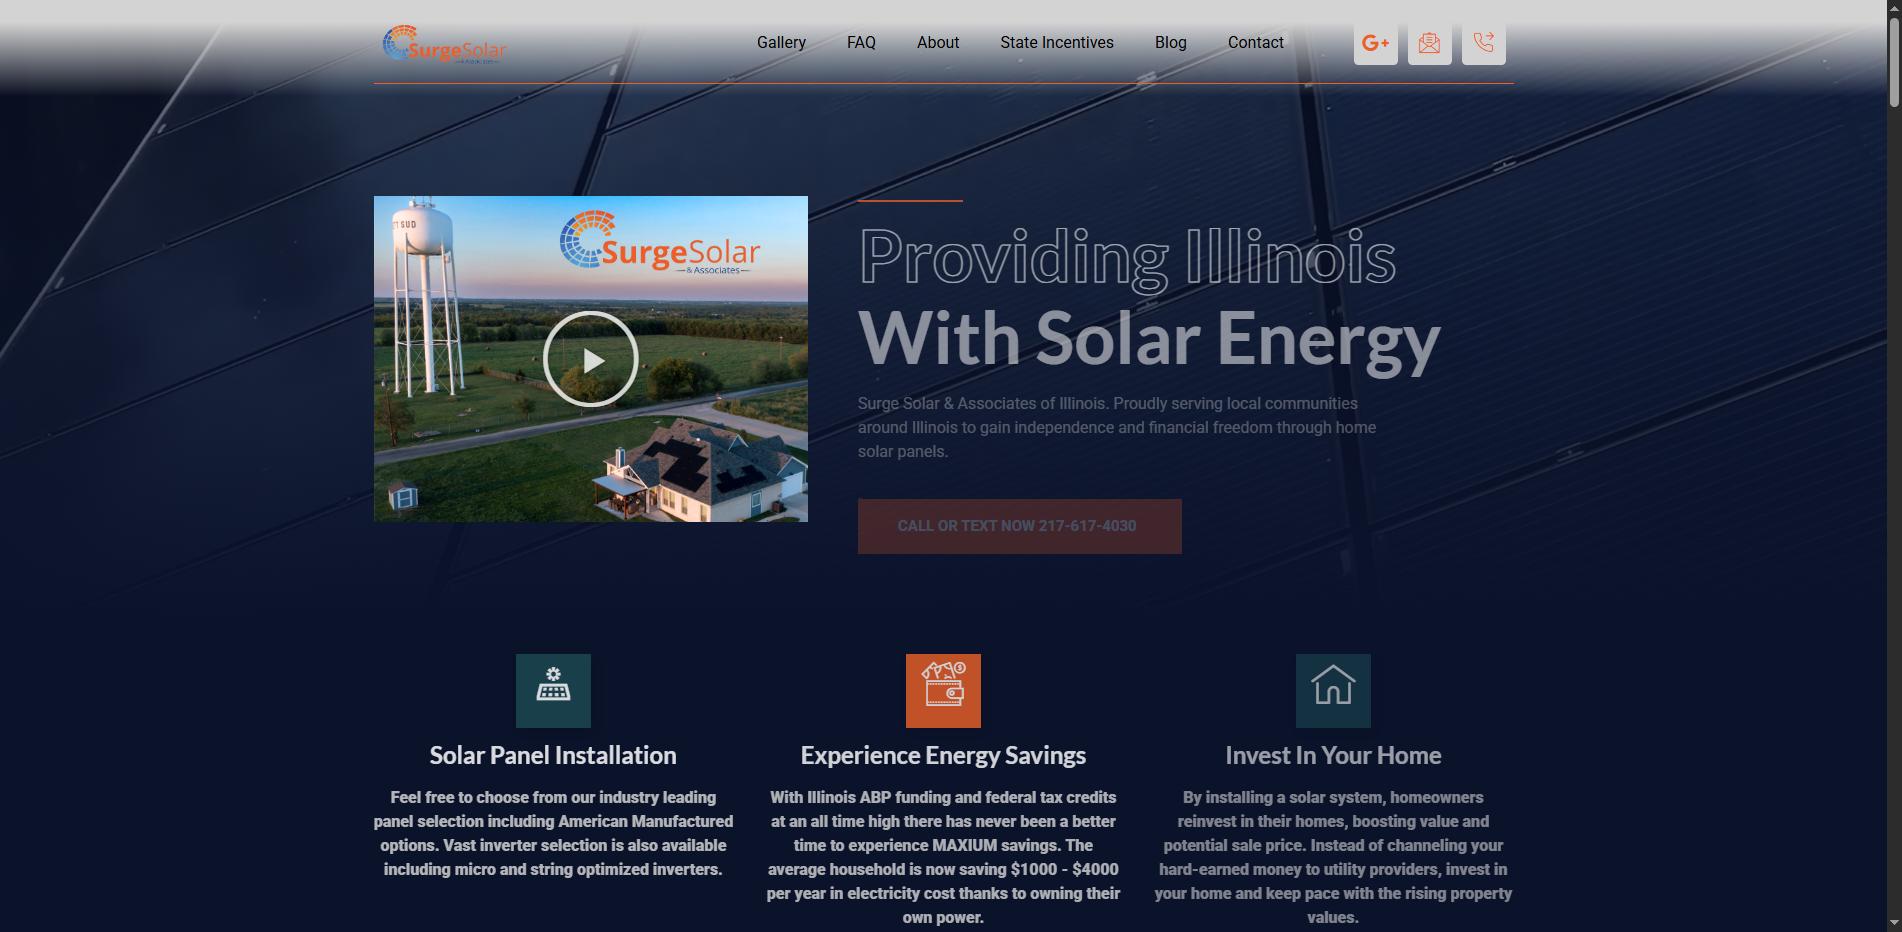 SurgeSolar
& Associates
Gallery FAQ About State Incentives Blog Contact
G+
TT SUD
SurgeSolar
& Associates
Providing Illinois
With Solar Energy
Surge Solar & Associates of Illinois. Proudly serving local communities
around Illinois to gain independence and financial freedom through home
solar panels.
CALL OR TEXT NOW 217-617-4030
Solar Panel Installation
Feel free to choose from our industry leading
panel selection including American Manufactured
options. Vast inverter selection is also available
including micro and string optimized inverters.
Experience Energy Savings
With Illinois ABP funding and federal tax credits
at an all time high there has never been a better
time to experience MAXIUM savings. The
average household is now saving $1000 - $4000
per year in electricity cost thanks to owning their
own power.
Invest In Your Home
By installing a solar system, homeowners
reinvest in their homes, boosting value and
potential sale price. Instead of channeling your
hard-earned money to utility providers, invest in
your home and keep pace with the rising property
values.